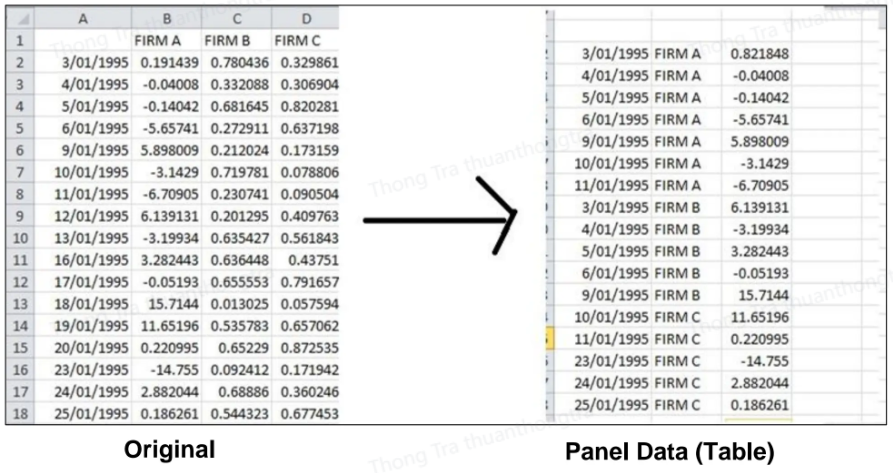 A B C D
1 FIRM A FIRM B FIRM C
2 3/01/1995 0.191439 0.780436 0.329861
3 4/01/1995 -0.04008 0.332088 0.306904
4 5/01/1995 -0.14042 0.681645 0.820281
5 6/01/1995 -5.65741 0.272911 0.637198
6 9/01/1995 5.898009 0.212024 0.173159
7 10/01/1995 -3.1429 0.719781 0.078806
8 11/01/1995 -6.70905 0.230741 0.090504
9 12/01/1995 6.139131 0.201295 0.409763
10 13/01/1995 -3.19934 0.635427 0.561843
11 16/01/1995 3.282443 0.636448 0.43751
12 17/01/1995 -0.05193 0.655553 0.791657
13 18/01/1995 15.7144 0.013025 0.057594
14 19/01/1995 11.65196 0.535783 0.657062
15 20/01/1995 0.220995 0.65229 0.872535
16 23/01/1995 -14.755 0.092412 0.171942
17 24/01/1995 2.882044 0.68886 0.360246
18 25/01/1995 0.186261 0.544323 0.677453
Original
3/01/1995 FIRM A 0.821848
4/01/1995 FIRM A -0.04008
5/01/1995 FIRM A -0.14042
6/01/1995 FIRM A -5.65741
9/01/1995 FIRM A 5.898009
10/01/1995 FIRM A -3.1429
11/01/1995 FIRM A -6.70905
3/01/1995 FIRM B 6.139131
4/01/1995 FIRM B -3.19934
5/01/1995 FIRM B 3.282443
6/01/1995 FIRM B -0.05193
9/01/1995 FIRM B 15.7144
10/01/1995 FIRM C 11.65196
11/01/1995 FIRM C 0.220995
23/01/1995 FIRM C -14.755
24/01/1995 FIRM C 2.882044
25/01/1995 FIRM C 0.186261
Panel Data (Table)
Thong Tra thuanthongt
Thong Tra thuanthon